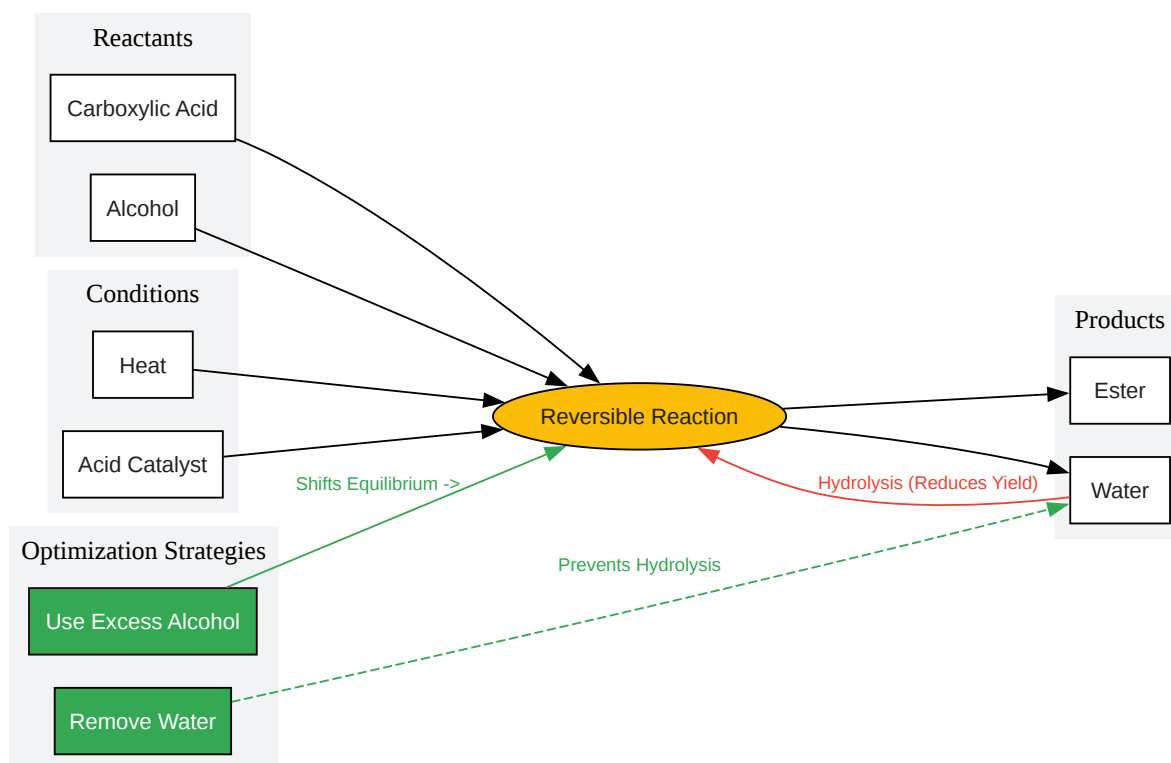 Reactants
Carboxylic Acid
Alcohol
Conditions
Heat
Acid Catalyst
Optimization Strategies
Use Excess Alcohol
Remove Water
Reversible Reaction
Shifts Equilibrium ->
Prevents Hydrolysis
Hydrolysis (Reduces Yield)
Products
Ester
Water